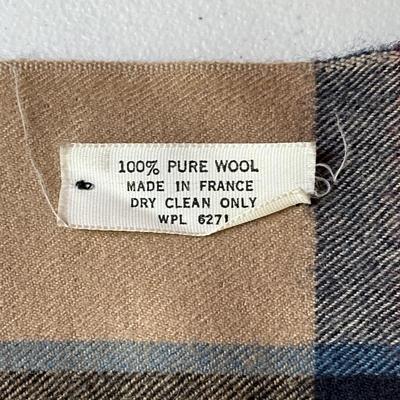 100% PURE WOOL
MADE IN FRANCE
DRY CLEAN ONLY
WPL 6271